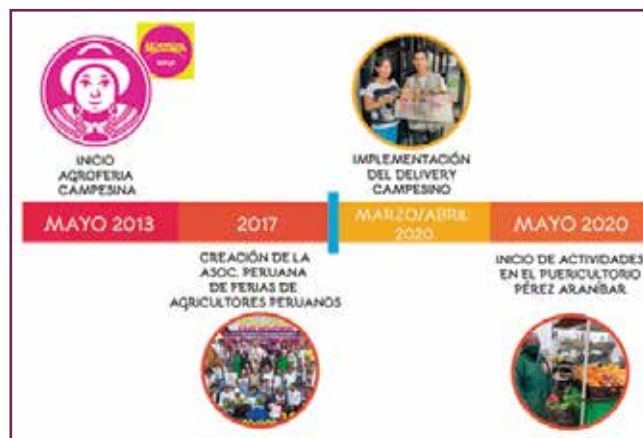 INICIO
AGROFERIA
CAMPESINA
IMPLEMENTACIÓN
DEL DELIVERY
CAMPESINO
MAYO 2013
2017
MARZO/ABRIL
2020
MAYO 2020
CREACIÓN DE LA
ASOC. PERUANA
DE FERIAS DE
AGRICULTORES PERUANOS
INICIO DE ACTIVIDADES
EN EL PUERICULTORIO
PÉREZ ARANÍBAR